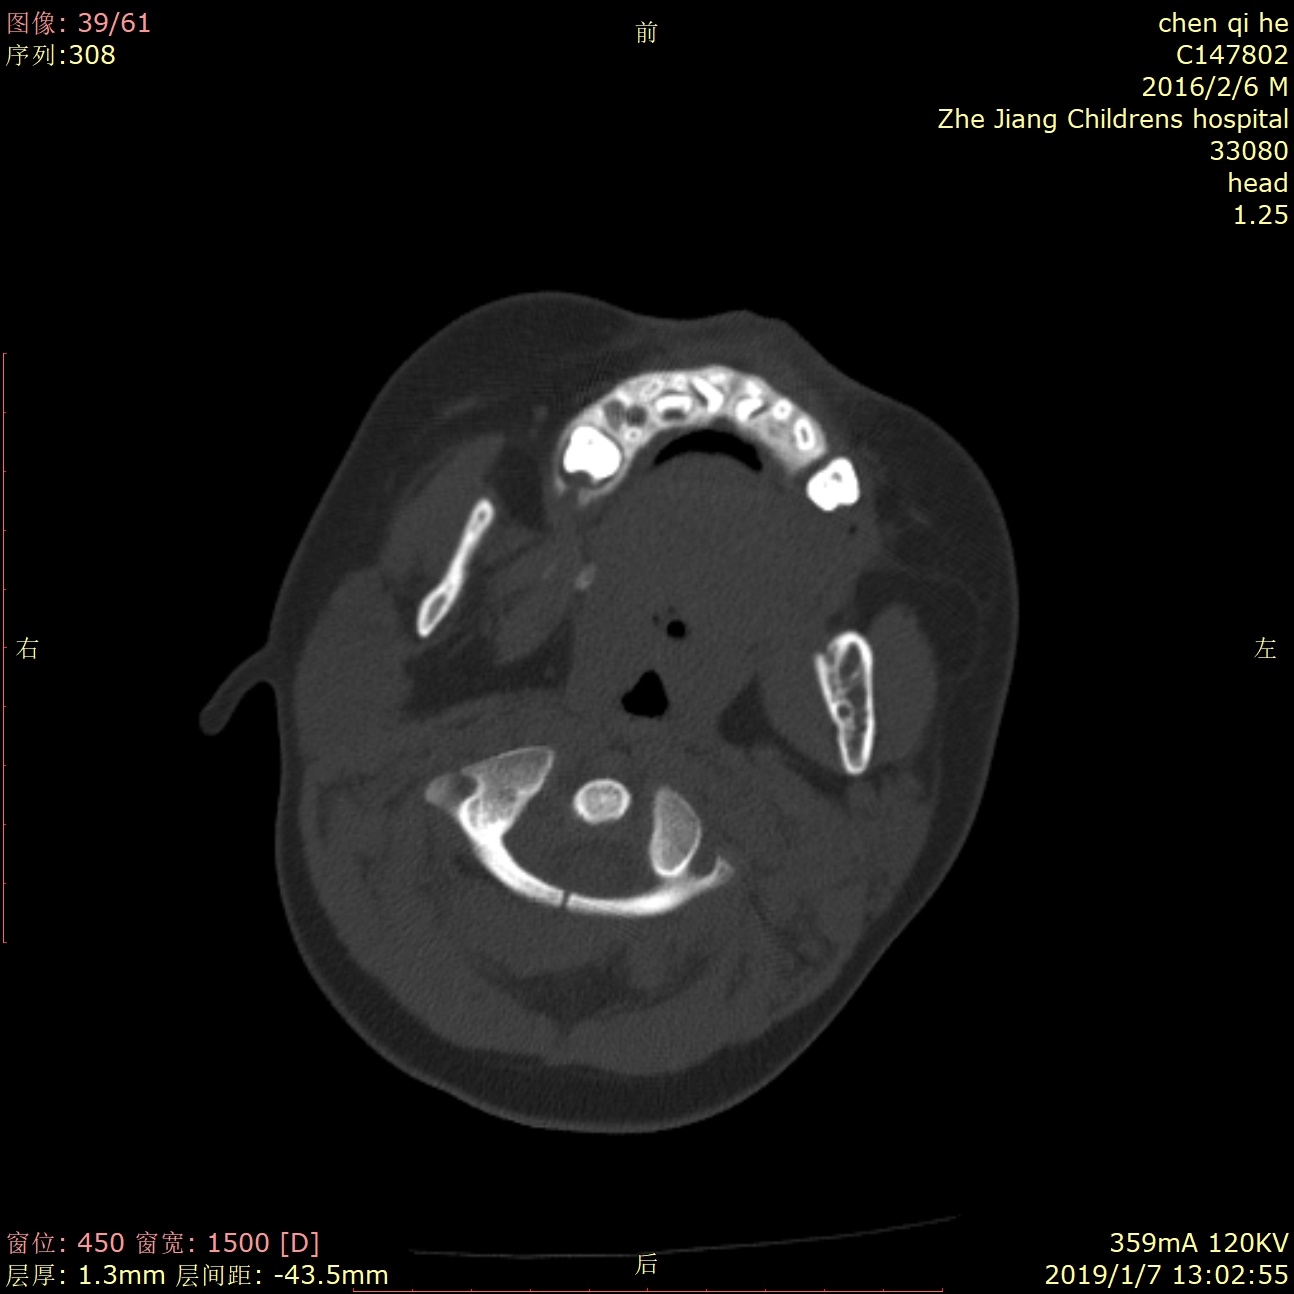 图像: 39/61
序列:308
前
chen qi he
C147802
2016/2/6 M
Zhe Jiang Childrens hospital
33080
head
1.25
右
左
窗位: 450 窗宽: 1500 [D]
层厚: 1.3mm 层间距: -43.5mm
后
359mA 120KV
2019/1/7 13:02:55